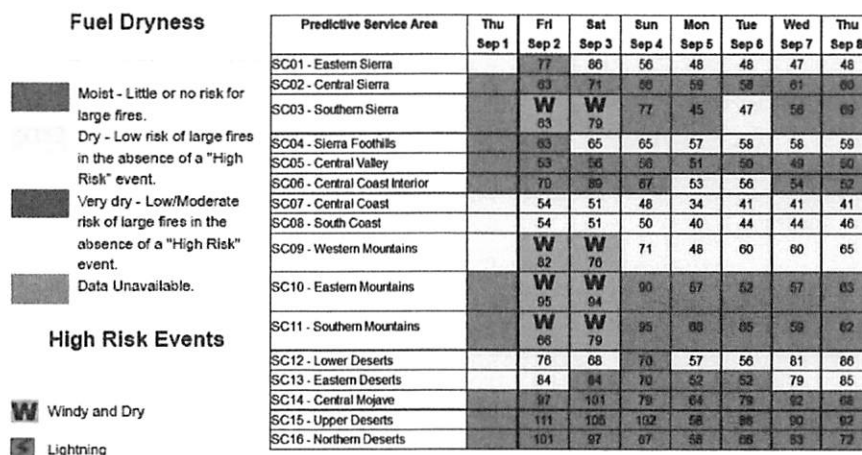 Fuel Dryness
Moist - Little or no risk for
large fires.
Dry - Low risk of large fires
in the absence of a "High
Risk" event.
Very dry - Low/Moderate
risk of large fires in the
absence of a "High Risk"
event.
Data Unavailable.
High Risk Events
W Windy and Dry
Lightning
Predictive Service Area Thu Fri Sat Sun Mon Tue Wed Thu
Sep 1 Sep 2 Sep 3 Sep 4 Sep 5 Sep 6 Sep 7 Sep 8
SC01 - Eastern Sierra 77 86 56 48 48 47 48
SC02 - Central Sierra 63 71 66 59 58 61 60
SC03 - Southern Sierra W W 77 45 47 56 69
63 79
SC04 - Sierra Foothills 63 65 65 57 58 58 59
SC05 - Central Valley 53 56 56 51 50 49 50
SC06 - Central Coast Interior 70 89 67 53 56 54 52
SC07 - Central Coast 54 51 48 34 41 41 41
SC08 - South Coast 54 51 50 40 44 44 46
SC09 - Western Mountains W W 71 48 60 60 65
82 76
SC10 - Eastern Mountains W W 90 57 52 57 63
95 94
SC11 - Southern Mountains W W 95 68 65 59 62
66 79
SC12 - Lower Deserts 76 68 70 57 56 81 86
SC13 - Eastern Deserts 84 84 70 52 52 79 85
SC14 - Central Mojave 97 101 79 64 79 92 68
SC15 - Upper Deserts 111 105 102 58 86 90 92
SC16 - Northern Deserts 101 97 67 58 66 83 72